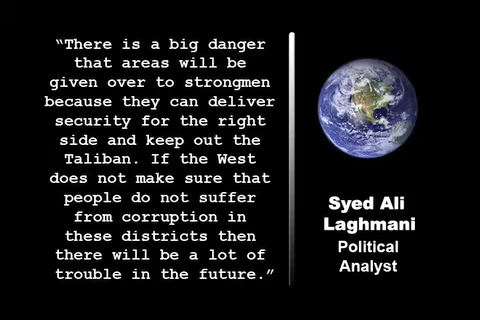 “There is a big danger
that areas will be
given over to strongmen
because they can deliver
security for the right
side and keep out the
Taliban. If the West
does not make sure that
people do not suffer
from corruption in
these districts then
there will be a lot of
trouble in the future.”
Syed Ali
Laghmani
Political
Analyst